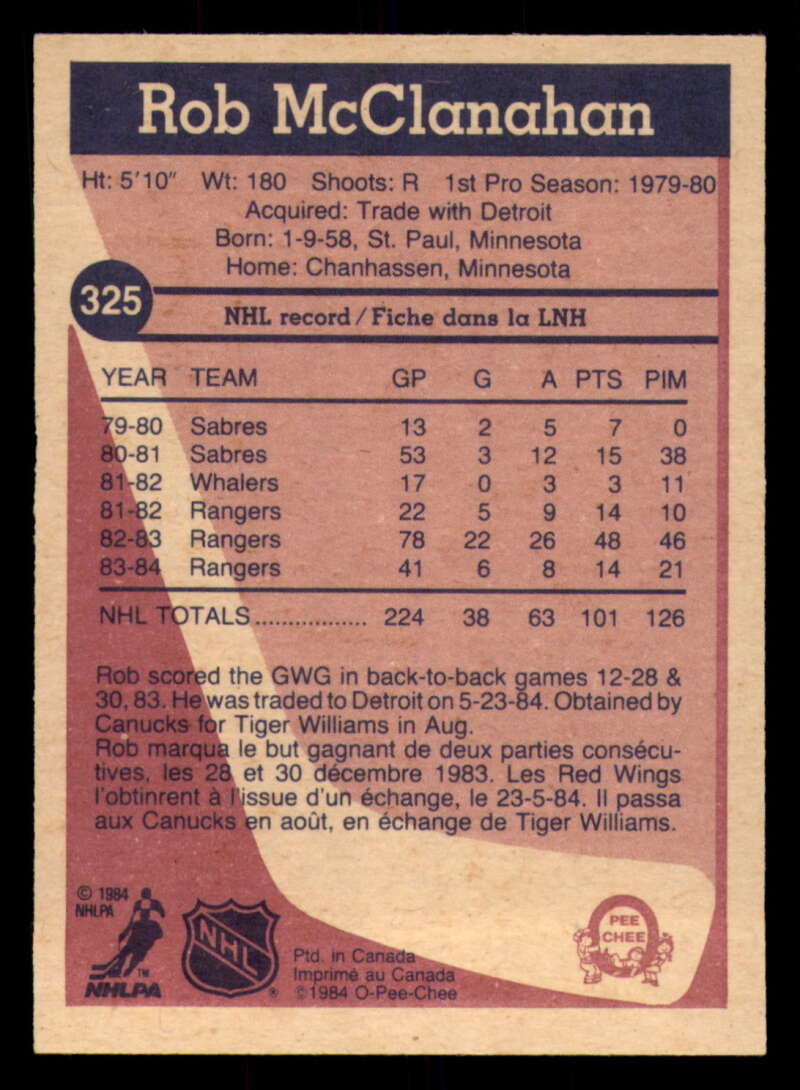 Rob McClanahan
Ht: 5'10" Wt: 180 Shoots: R 1st Pro Season: 1979-80
Acquired: Trade with Detroit
Born: 1-9-58, St. Paul, Minnesota
Home: Chanhassen, Minnesota
325
NHL record/Fiche dans la LNH
YEAR TEAM GP G A PTS PIM
79-80 Sabres 13 2 5 7 0
80-81 Sabres 53 3 12 15 38
81-82 Whalers 17 0 3 3 11
81-82 Rangers 22 5 9 14 10
82-83 Rangers 78 22 26 48 46
83-84 Rangers 41 6 8 14 21
NHL TOTALS................. 224 38 63 101 126
Rob scored the GWG in back-to-back games 12-28 &
30, 83. He was traded to Detroit on 5-23-84. Obtained by
Canucks for Tiger Williams in Aug.
Rob marqua le but gagnant de deux parties consécu-
tives, les 28 et 30 décembre 1983. Les Red Wings
l'obtinrent à l'issue d'un échange, le 23-5-84. Il passa
aux Canucks en août, en échange de Tiger Williams.
© 1984
NHLPA
TM
NHLPA
NHL
®
Ptd. in Canada
Imprimé au Canada
©1984 O-Pee-Chee
PEE
CHEE